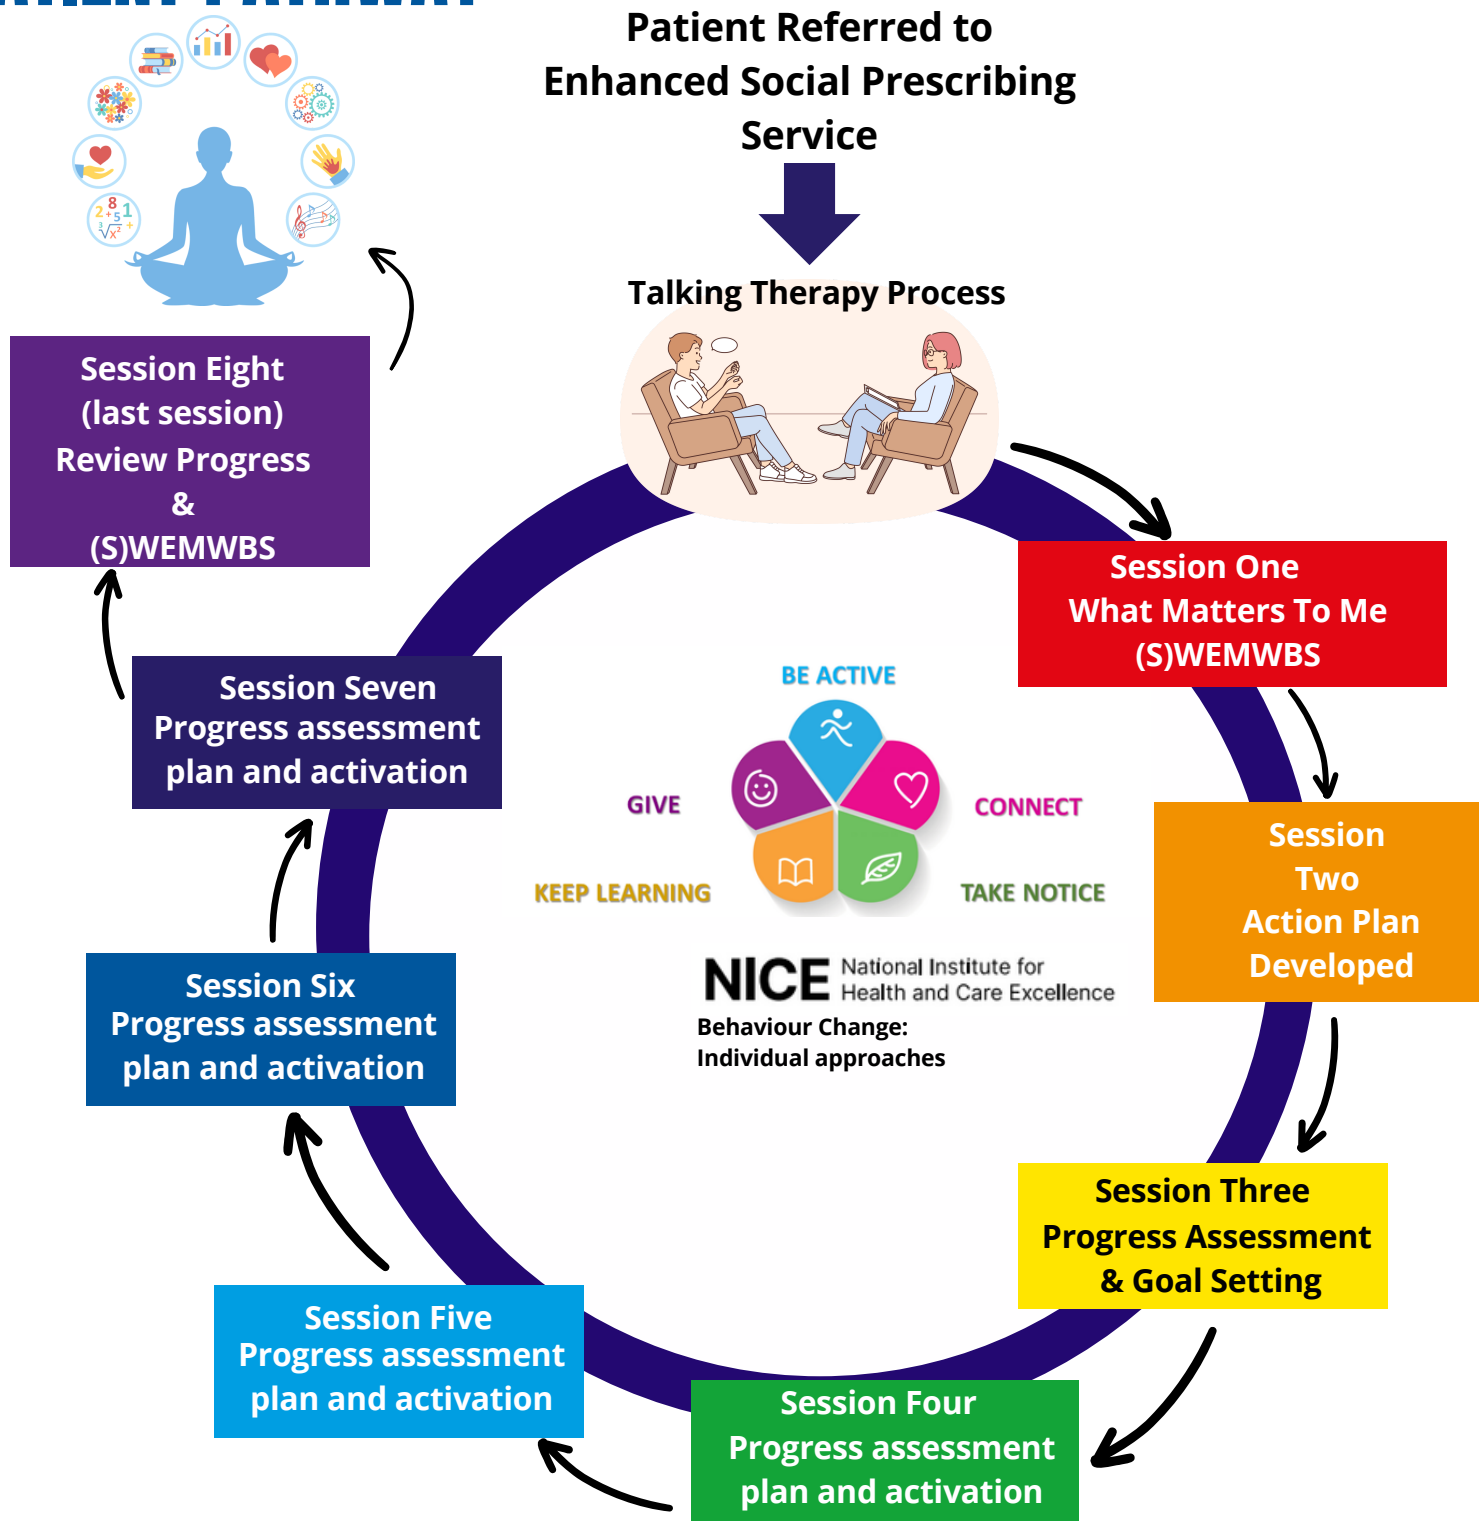 Patient Referred to
Enhanced Social Prescribing
Service
Talking Therapy Process
Session One
What Matters To Me
(S)WEMWBS
Session
Two
Action Plan
Developed
Session Three
Progress Assessment
& Goal Setting
Session Four
Progress assessment
plan and activation
Session Five
Progress assessment
plan and activation
Session Six
Progress assessment
plan and activation
Session Seven
Progress assessment
plan and activation
Session Eight
(last session)
Review Progress
&
(S)WEMWBS
BE ACTIVE
GIVE
CONNECT
KEEP LEARNING
TAKE NOTICE
NICE National Institute for
Health and Care Excellence
Behaviour Change:
Individual approaches